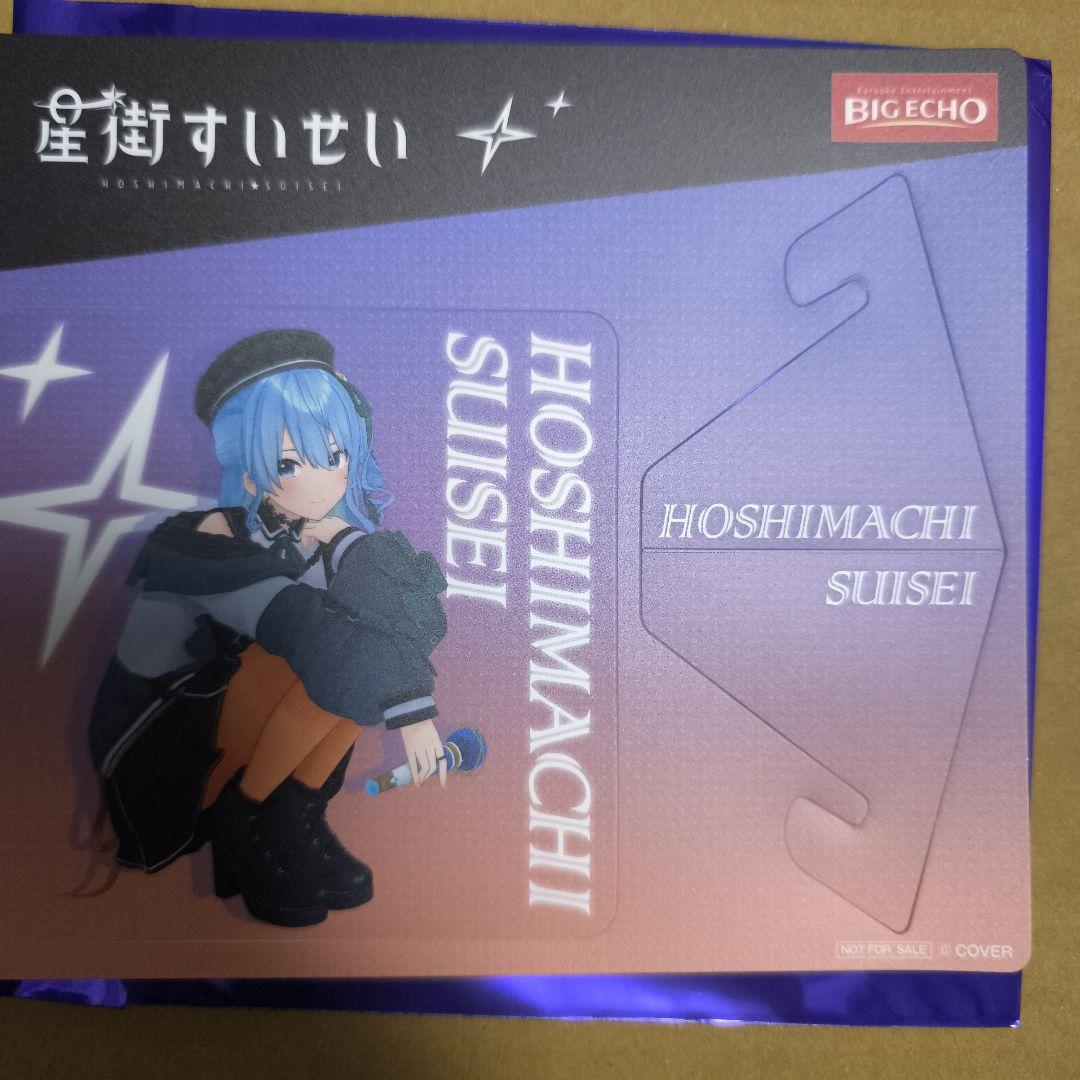 星街すいせい
HOSHIMACHI★SUISEI
Karaoke Entertainment
BIG ECHO
HOSHIMACHI
SUISEI
HOSHIMACHI
SUISEI
NOT FOR SALE © COVER